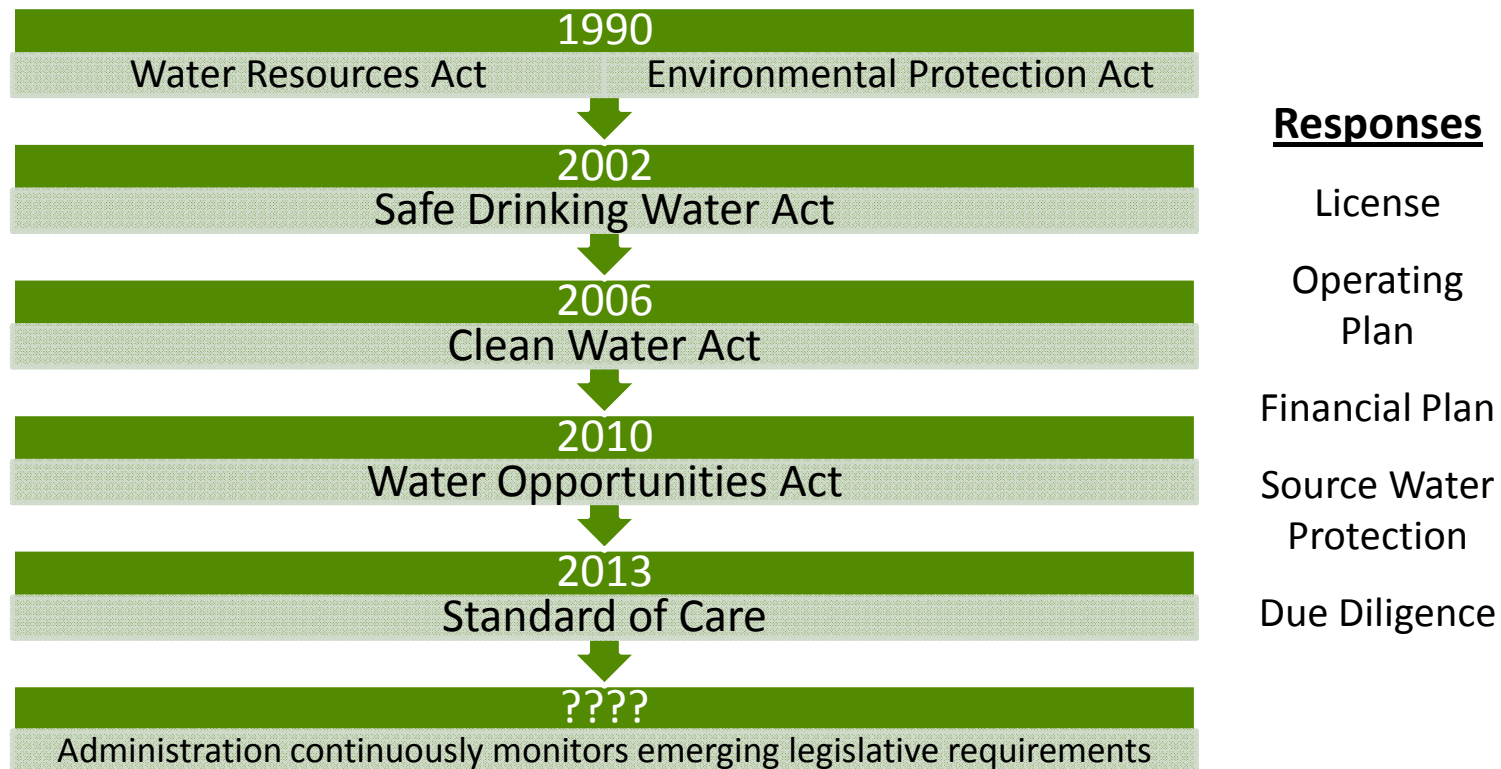 1990
Water Resources Act
Environmental Protection Act
2002
Safe Drinking Water Act
2006
Clean Water Act
2010
Water Opportunities Act
2013
Standard of Care
????
Administration continuously monitors emerging legislative requirements
Responses
License
Operating
Plan
Financial Plan
Source Water
Protection
Due Diligence